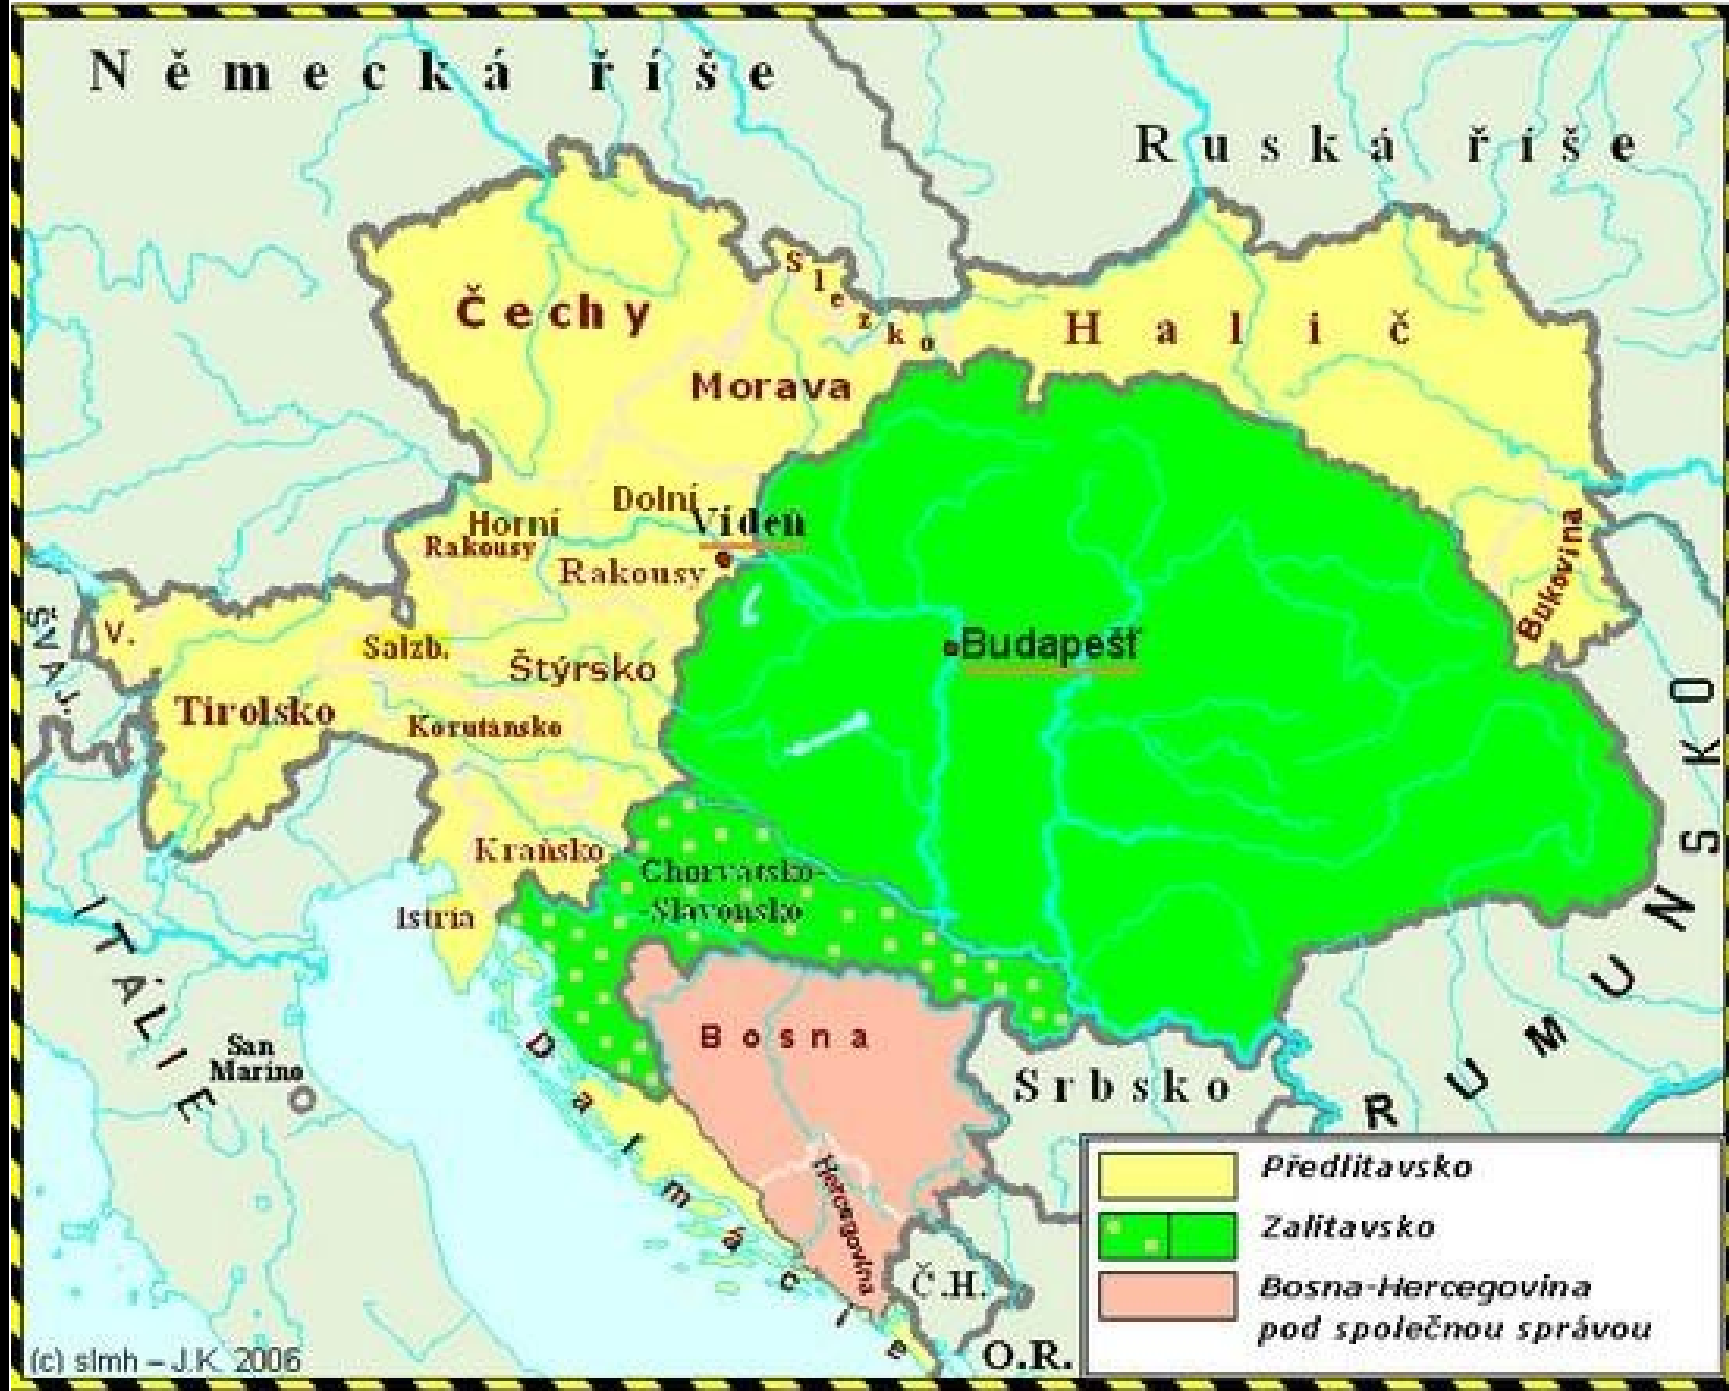 Německá říše
Ruská říše
Čechy
Slezko
Halič
Morava
Dolní
Vídeň
Horní
Rakousy
Rakousy
Bukovina
ŠVAJ.
V.
Salzb.
Štýrsko
Budapešť
Tirolsko
Korutansko
Kraňsko
Chorvatsko-
-Slavonsko
Istria
ITÁLIE
San
Marino
Dalmácie
Bosna
Hercegovina
Srbsko
RUMUNSKO
Č.H.
O.R.
Předlitavsko
Zalitavsko
Bosna-Hercegovina
pod společnou správou
(c) slmh – J.K. 2006